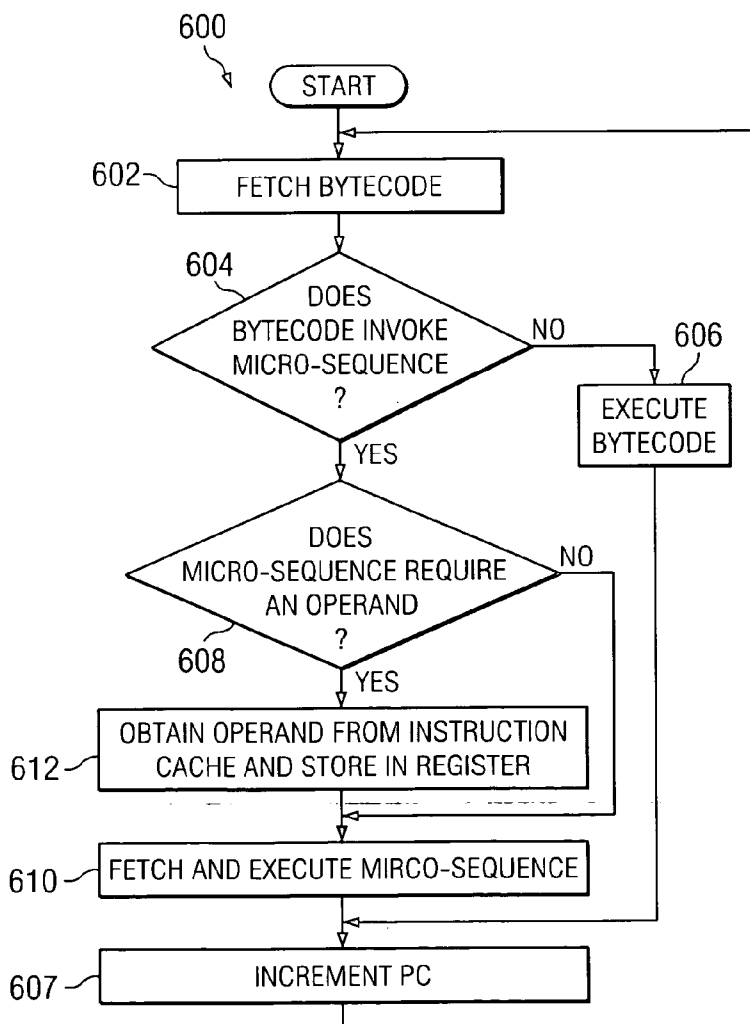 600
START
602
FETCH BYTECODE
604
DOES
BYTECODE INVOKE
MICRO-SEQUENCE
?
NO
606
EXECUTE
BYTECODE
YES
DOES
MICRO-SEQUENCE REQUIRE
AN OPERAND
?
NO
608
YES
OBTAIN OPERAND FROM INSTRUCTION
CACHE AND STORE IN REGISTER
612
FETCH AND EXECUTE MIRCO-SEQUENCE
610
INCREMENT PC
607